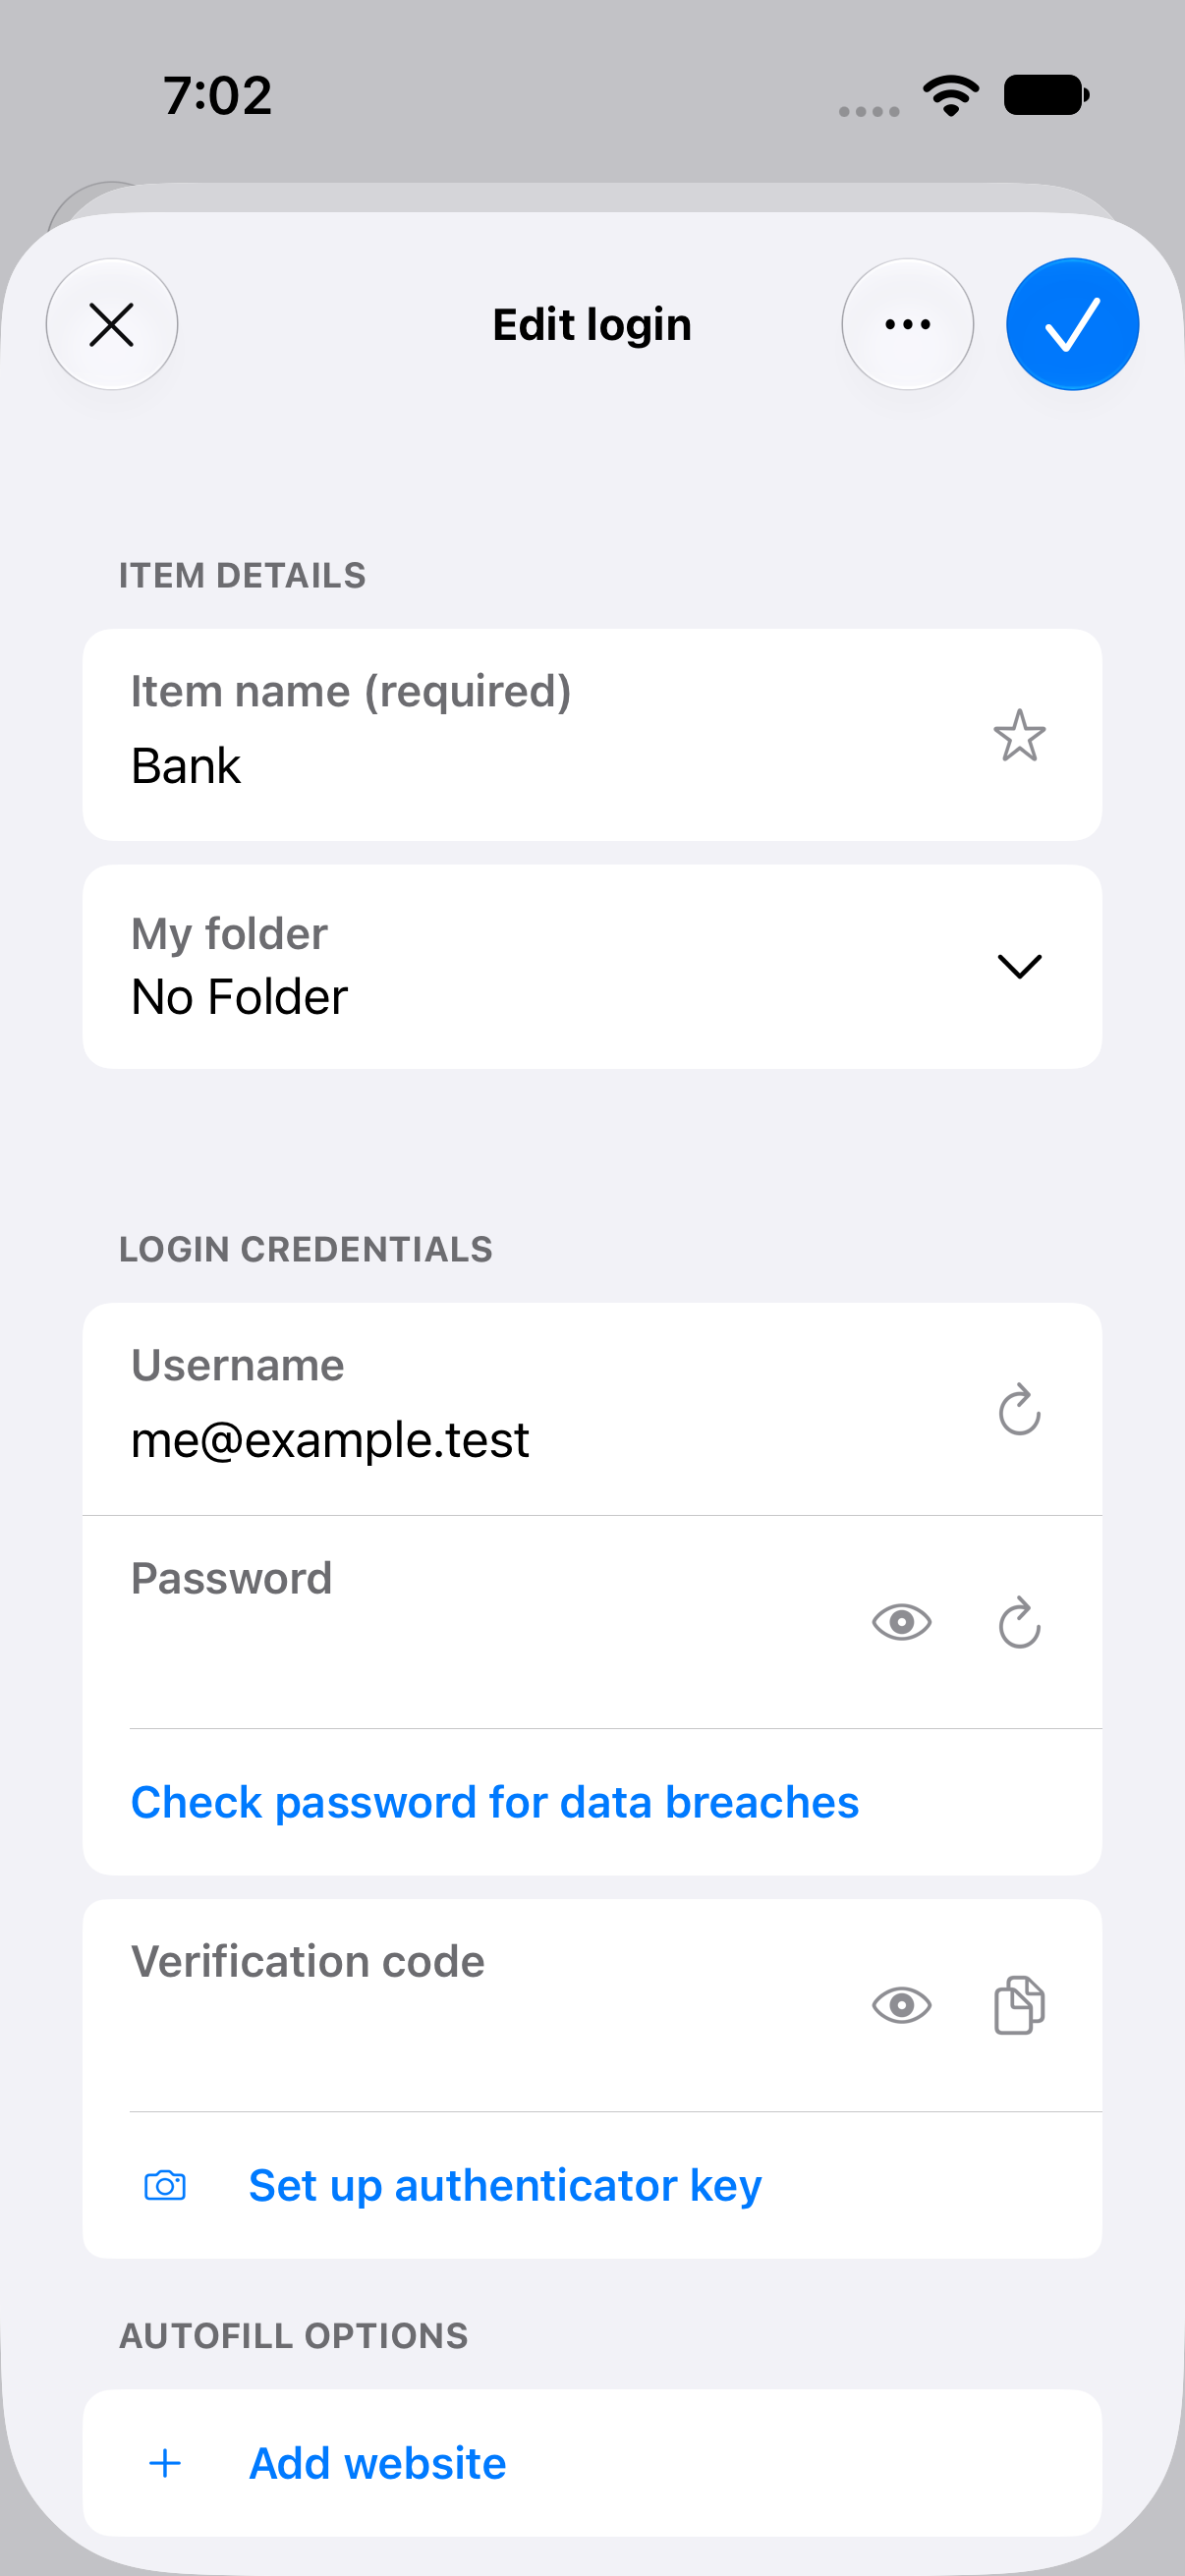 7:02
Edit login
ITEM DETAILS
Item name (required)
Bank
My folder
No Folder
LOGIN CREDENTIALS
Username
me@example.test
Password
Check password for data breaches
Verification code
Set up authenticator key
AUTOFILL OPTIONS
Add website